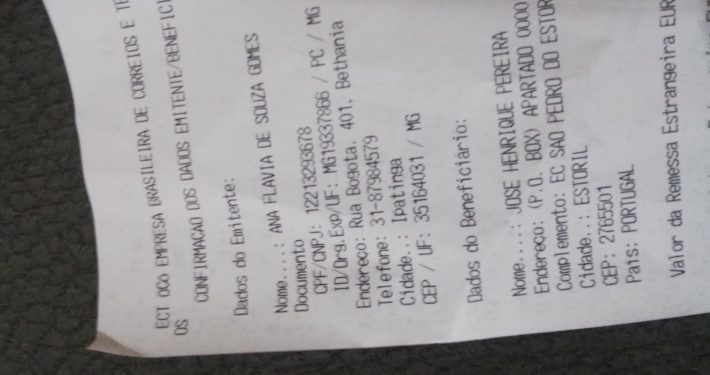 ECT OCó EMPRESA BRASILEIRA DE CORREIOS E TE
OS
CONFIRMACAO DOS DADOS EMITENTE/BENEFICI
Dados do Emitente:
Nome....: ANA FLAVIA DE SOUZA GOMES
Documento
CPF/CNPJ: 12213293678
ID/Org.Exp/UF: MG19337866 / PC / MG
Endereco: Rua Bogota, 401, Bethania
Telefone: 31-87984579
Cidade..: Ipatinga
CEP / UF: 35164031 / MG
Dados do Beneficiário:
Nome....: JOSE HENRIQUE PEREIRA
Endereco: (P.O. BOX) APARTADO 0000
Complemento: EC SAO PEDRO DO ESTOR
Cidade..: ESTORIL
CEP: 2765501
Pais: PORTUGAL
Valor da Remessa Estrangeira EUR